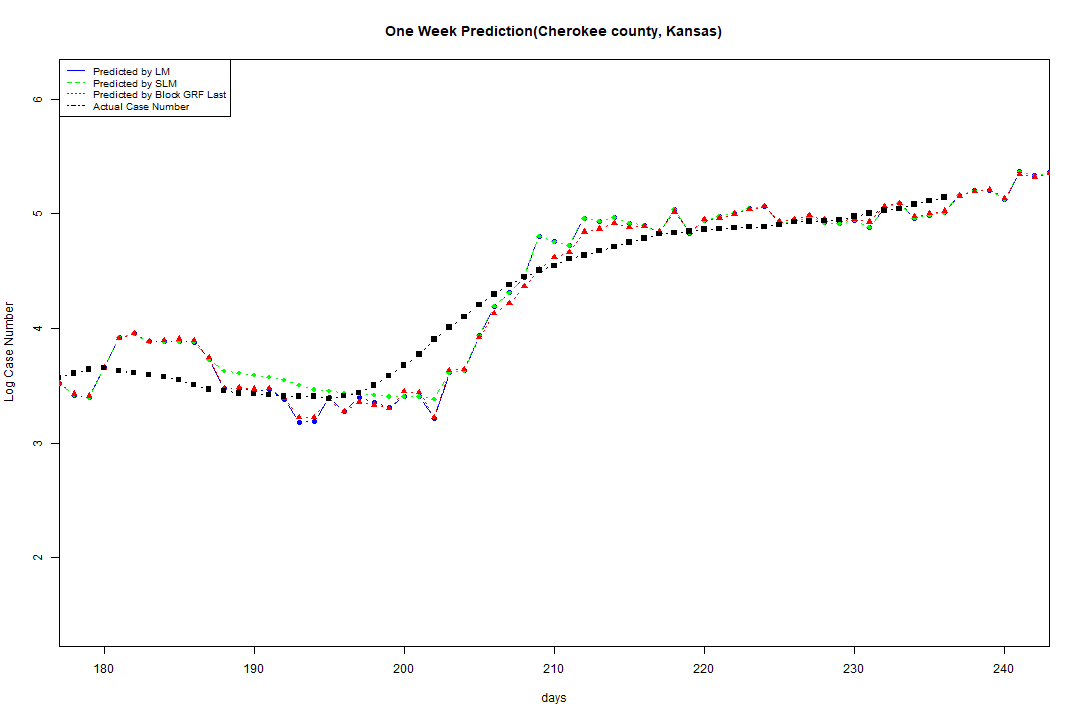 One Week Prediction(Cherokee county, Kansas)
Predicted by LM
Predicted by SLM
Predicted by Block GRF Last
Actual Case Number
6
5
4
3
2
Log Case Number
180 190 200 210 220 230 240
days